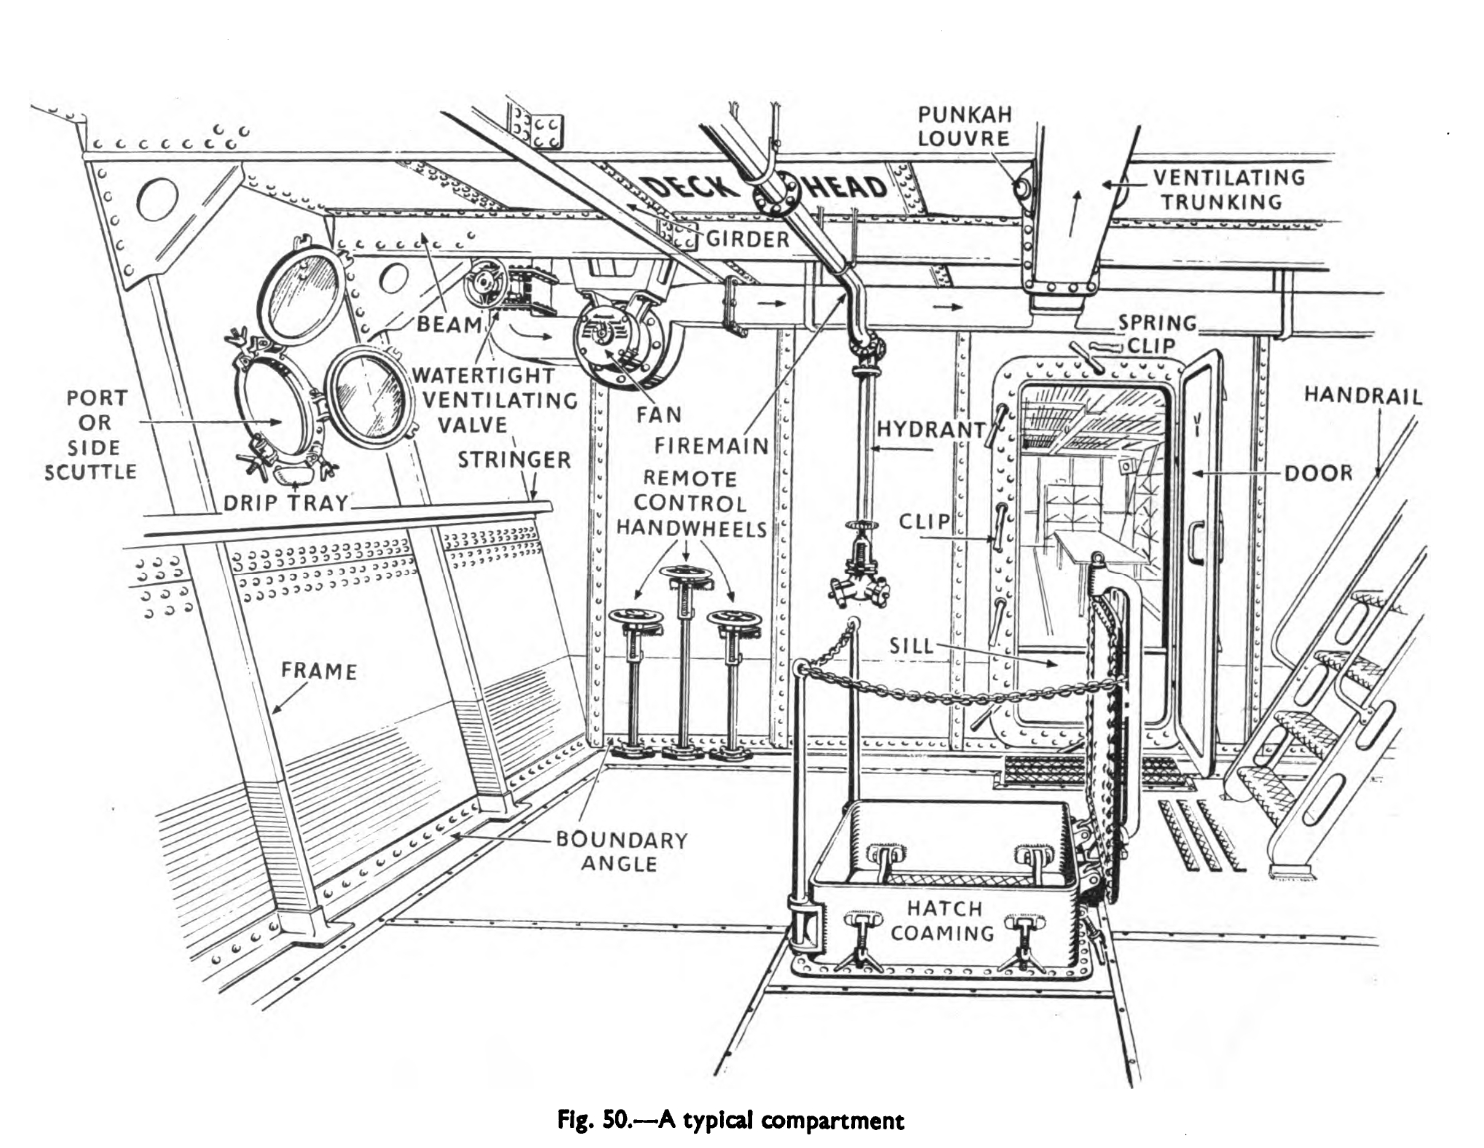 PUNKAH
LOUVRE
VENTILATING
TRUNKING
DECK HEAD
GIRDER
BEAM
SPRING
CLIP
WATERTIGHT
VENTILATING
VALVE
FAN
FIREMAIN
HYDRANT
HANDRAIL
PORT
OR
SIDE
SCUTTLE
STRINGER
REMOTE
CONTROL
HANDWHEELS
DOOR
DRIP TRAY
CLIP
SILL
FRAME
BOUNDARY
ANGLE
HATCH
COAMING
Fig. 50.—A typical compartment